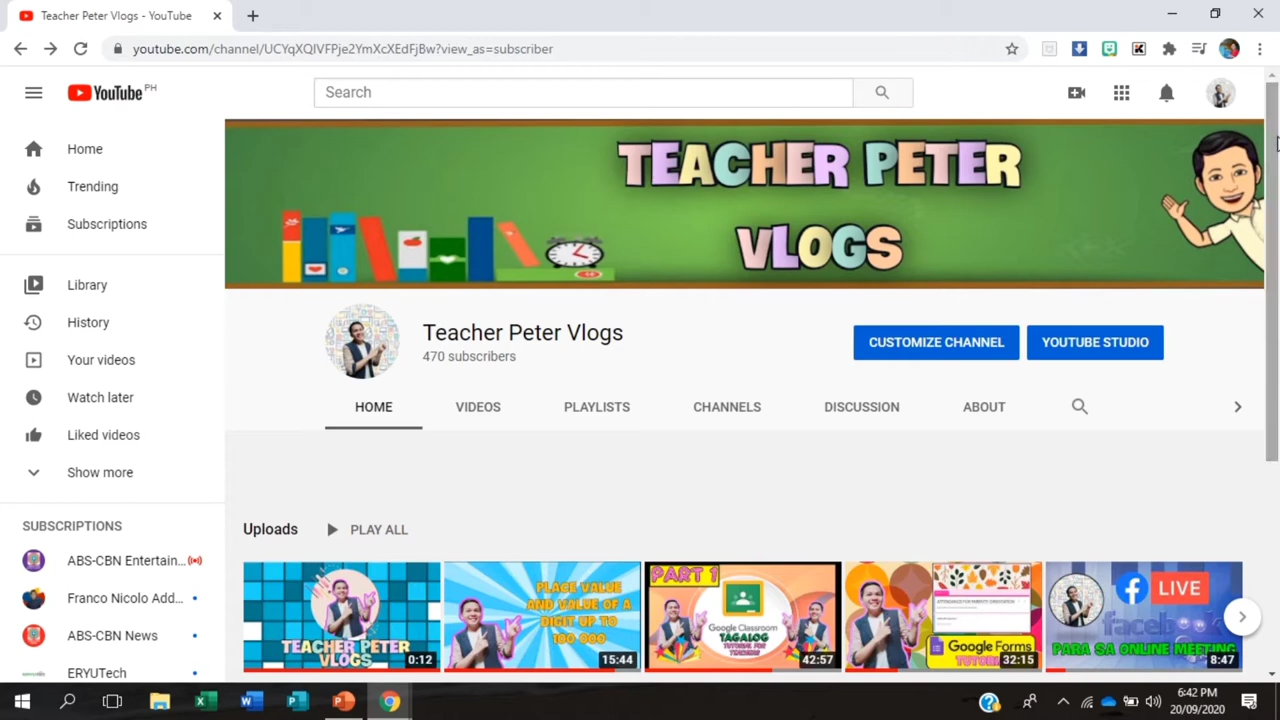 Teacher Peter Vlogs - YouTube
youtube.com/channel/UCYqXQIVFPje2YmXcXEdFjBw?view_as=subscriber
YouTube PH
Search
Home
Trending
Subscriptions
Library
History
Your videos
Watch later
Liked videos
Show more
SUBSCRIPTIONS
ABS-CBN Entertain...
Franco Nicolo Add...
ABS-CBN News
ERYUTech
TEACHER PETER
VLOGS
Teacher Peter Vlogs
470 subscribers
CUSTOMIZE CHANNEL
YOUTUBE STUDIO
HOME VIDEOS PLAYLISTS CHANNELS DISCUSSION ABOUT
Uploads PLAY ALL
TEACHER PETER
VLOGS
0:12
PLACE VALUE
AND VALUE OF A
DIGIT UP TO
100 000
15:44
PART 1
Google Classroom
TAGALOG
TUTORIAL FOR
TEACHERS
42:57
Google Forms
32:15
LIVE
facebook
PARA SA ONLINE MEETING
8:47
6:42 PM
20/09/2020